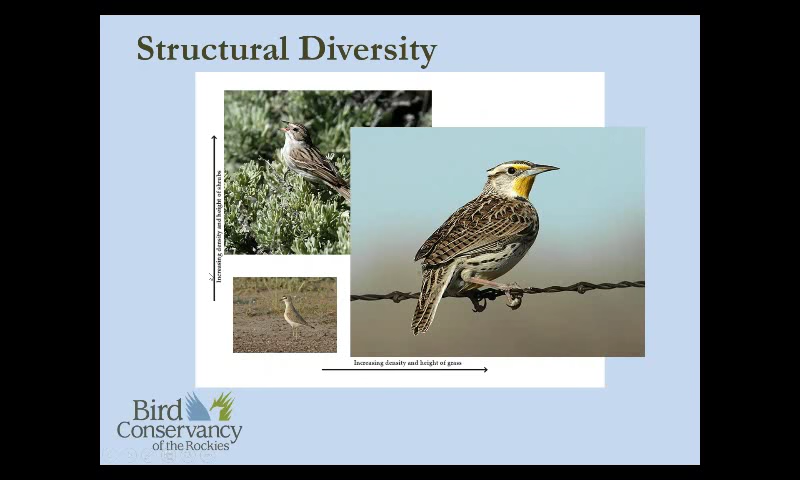 Structural Diversity
Increasing density and height of shrubs
Increasing density and height of grass
Bird
Conservancy
of the Rockies